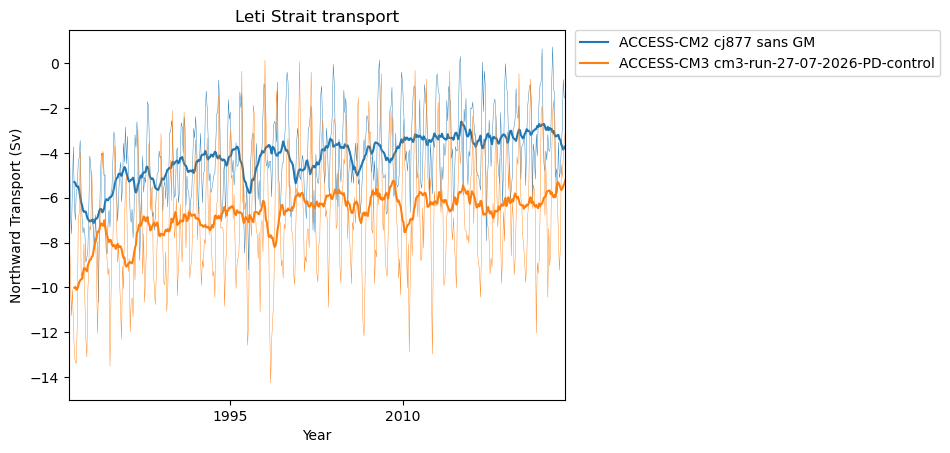 Leti Strait transport
ACCESS-CM2 cj877 sans GM
ACCESS-CM3 cm3-run-27-07-2026-PD-control
Northward Transport (Sv)
0
−2
−4
−6
−8
−10
−12
−14
1995
2010
Year